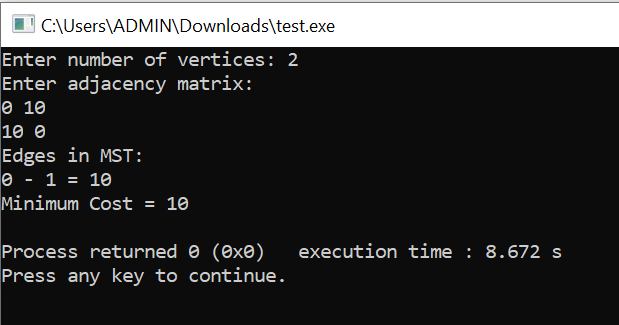 C:\Users\ADMIN\Downloads\test.exe
Enter number of vertices: 2
Enter adjacency matrix:
0 10
10 0
Edges in MST:
0 - 1 = 10
Minimum Cost = 10

Process returned 0 (0x0)   execution time : 8.672 s
Press any key to continue.